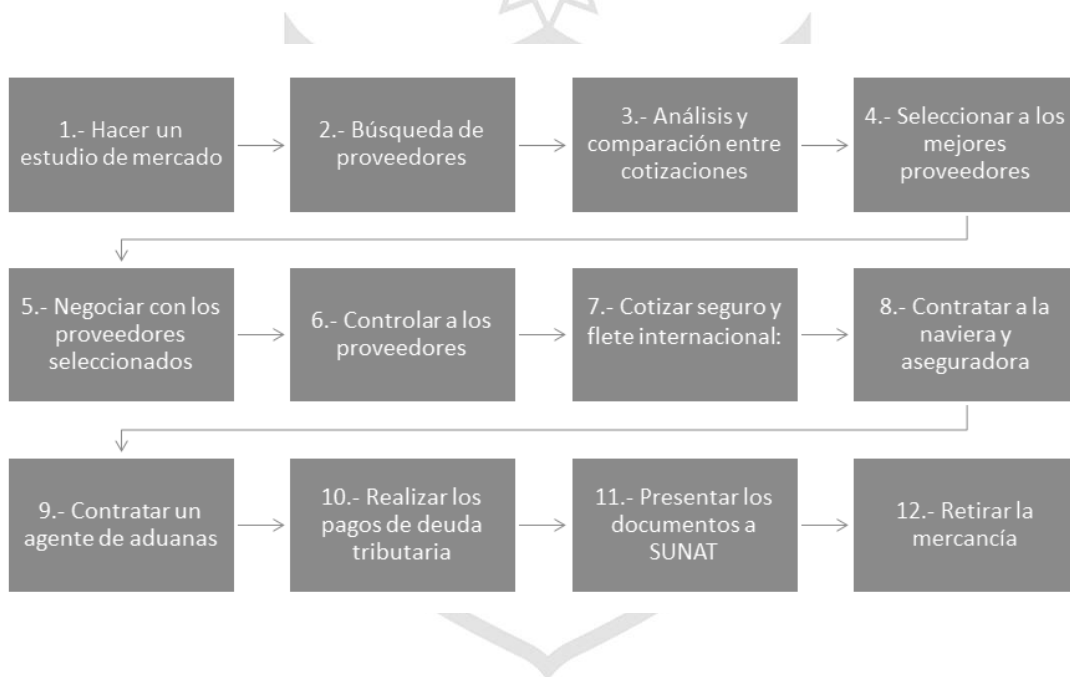 1.- Hacer un
estudio de mercado
2.- Búsqueda de
proveedores
3.- Análisis y
comparación entre
cotizaciones
4.- Seleccionar a los
mejores
proveedores
5.- Negociar con los
proveedores
seleccionados
6.- Controlar a los
proveedores
7.- Cotizar seguro y
flete internacional:
8.- Contratar a la
naviera y
aseguradora
9.- Contratar un
agente de aduanas
10.- Realizar los
pagos de deuda
tributaria
11.- Presentar los
documentos a
SUNAT
12.- Retirar la
mercancía